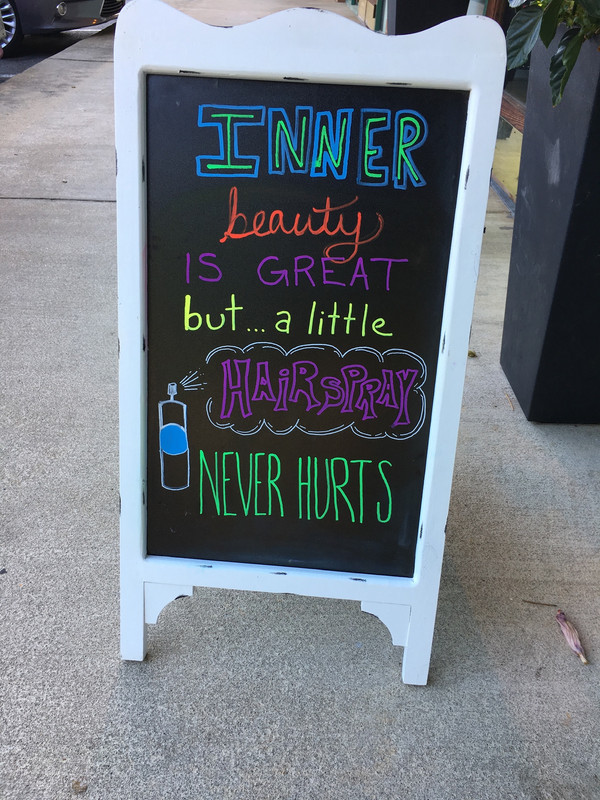 INNER
beauty
IS GREAT
but... a little
HAIRSPRAY
NEVER HURTS